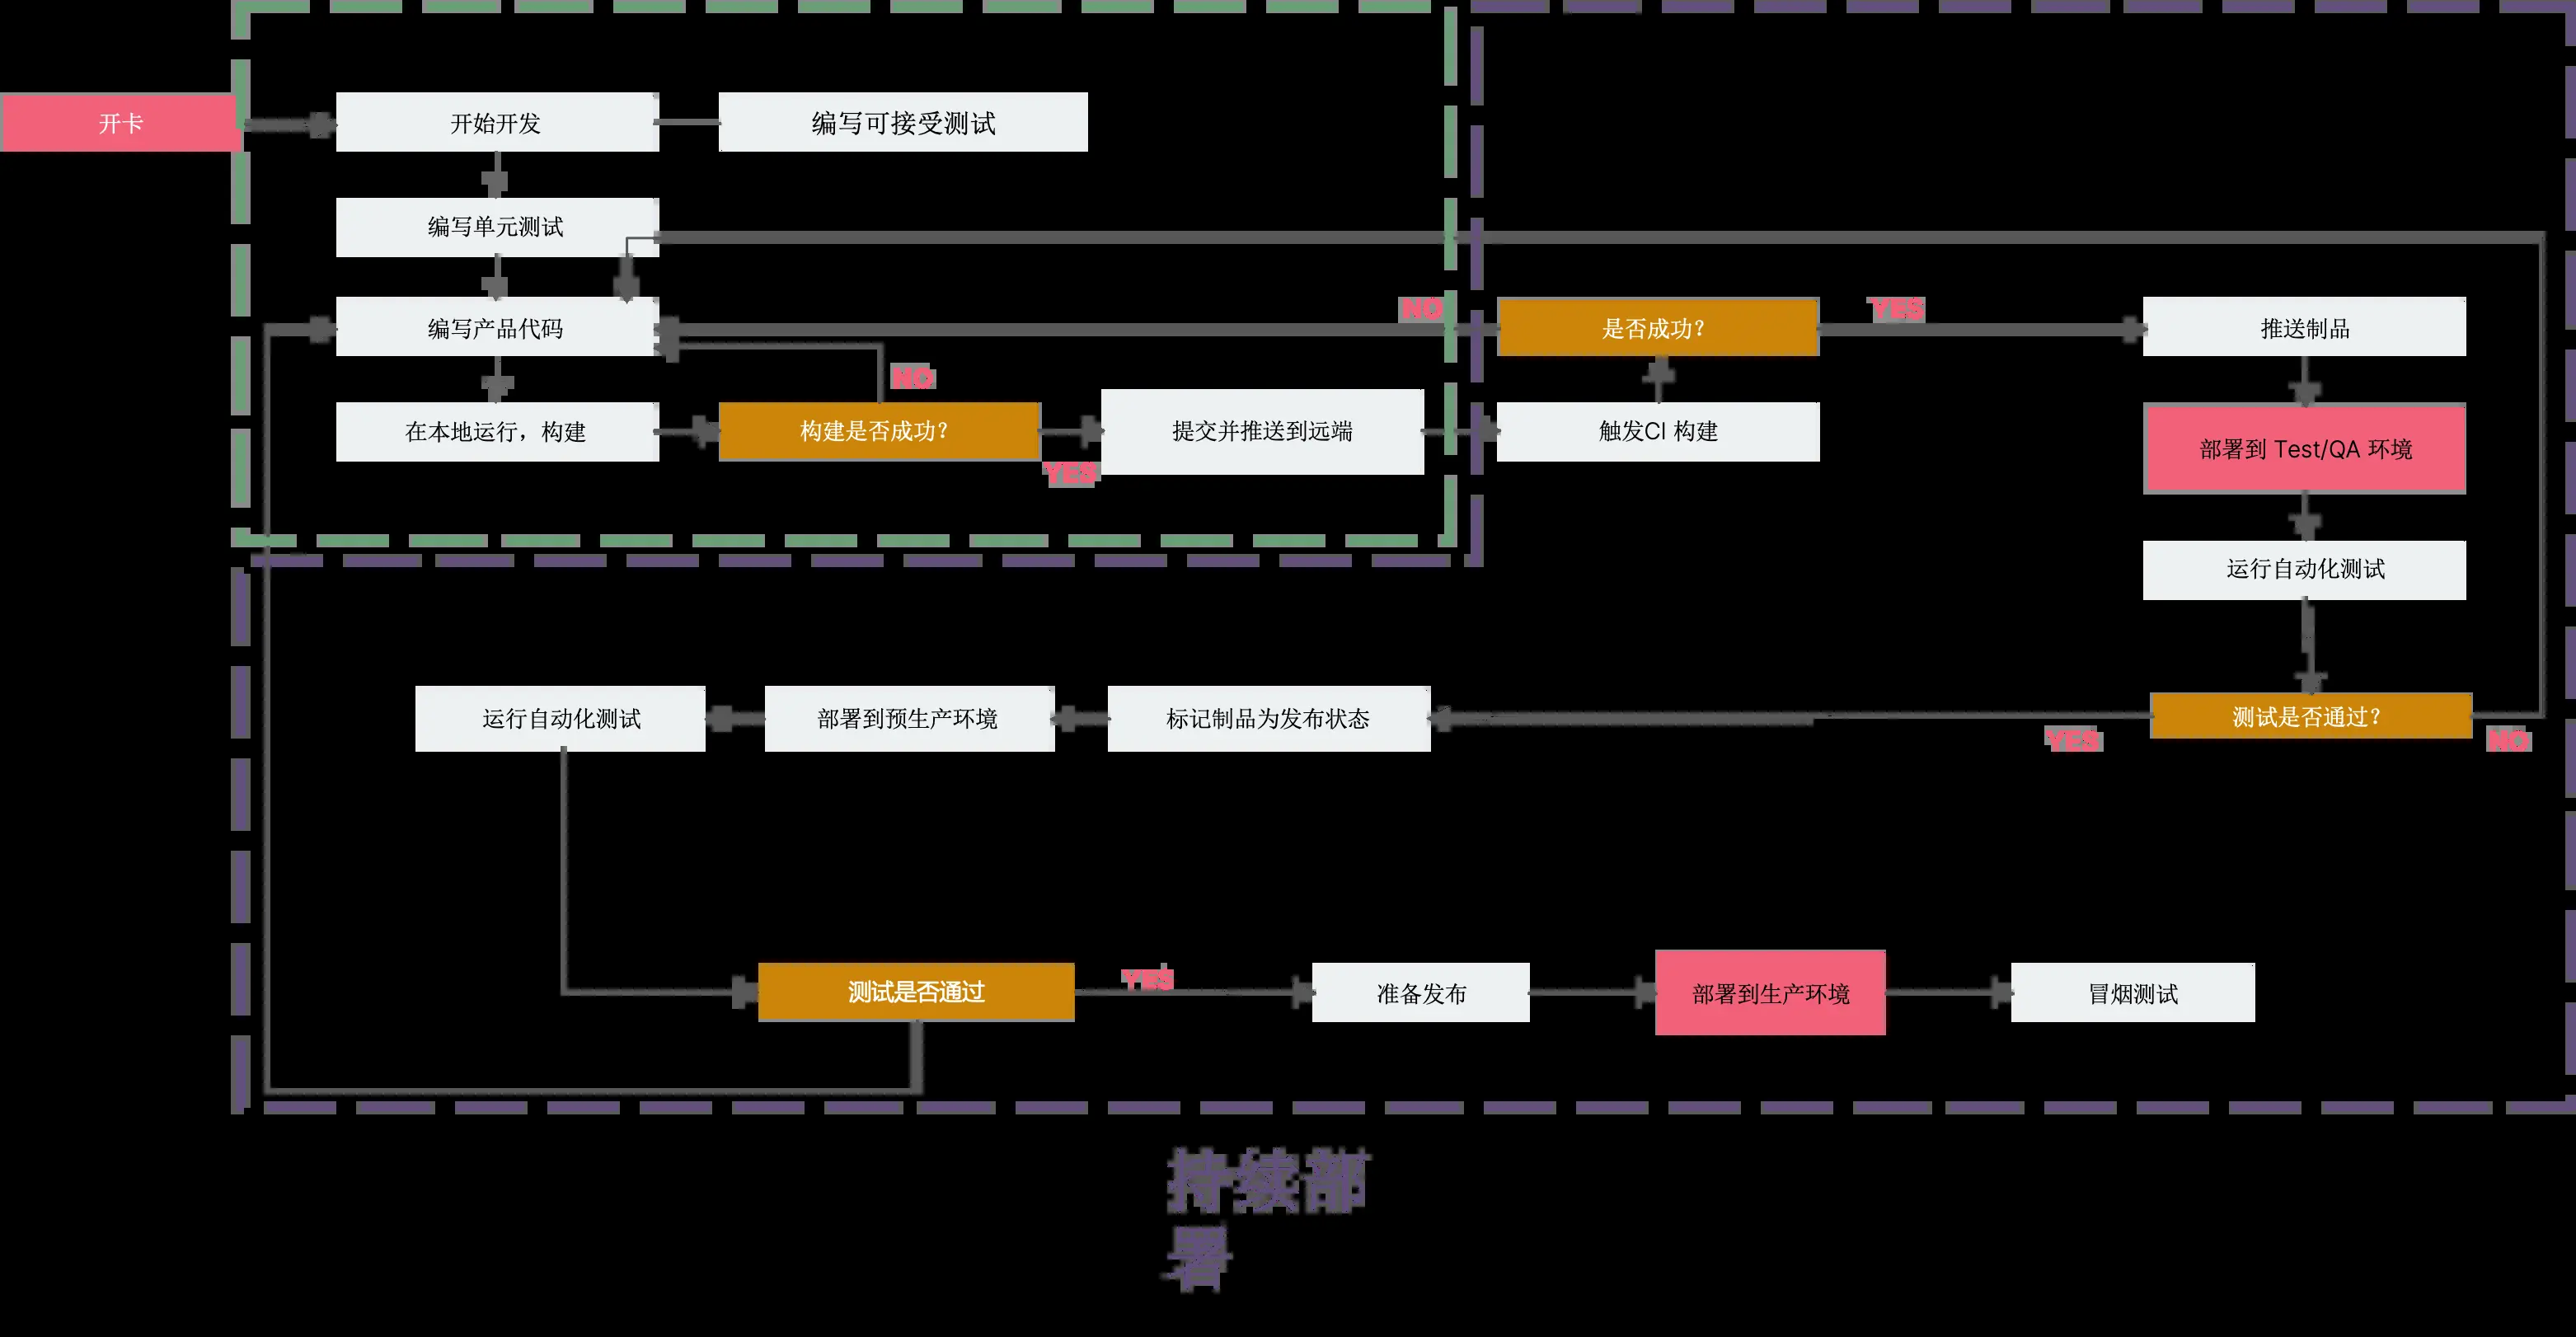 开卡
开始开发
编写可接受测试
编写单元测试
编写产品代码
NO
是否成功？
YES
推送制品
NO
在本地运行，构建
构建是否成功？
YES
提交并推送到远端
触发CI 构建
部署到 Test/QA 环境
运行自动化测试
运行自动化测试
部署到预生产环境
标记制品为发布状态
YES
测试是否通过？
NO
测试是否通过
YES
准备发布
部署到生产环境
冒烟测试
持续部
署